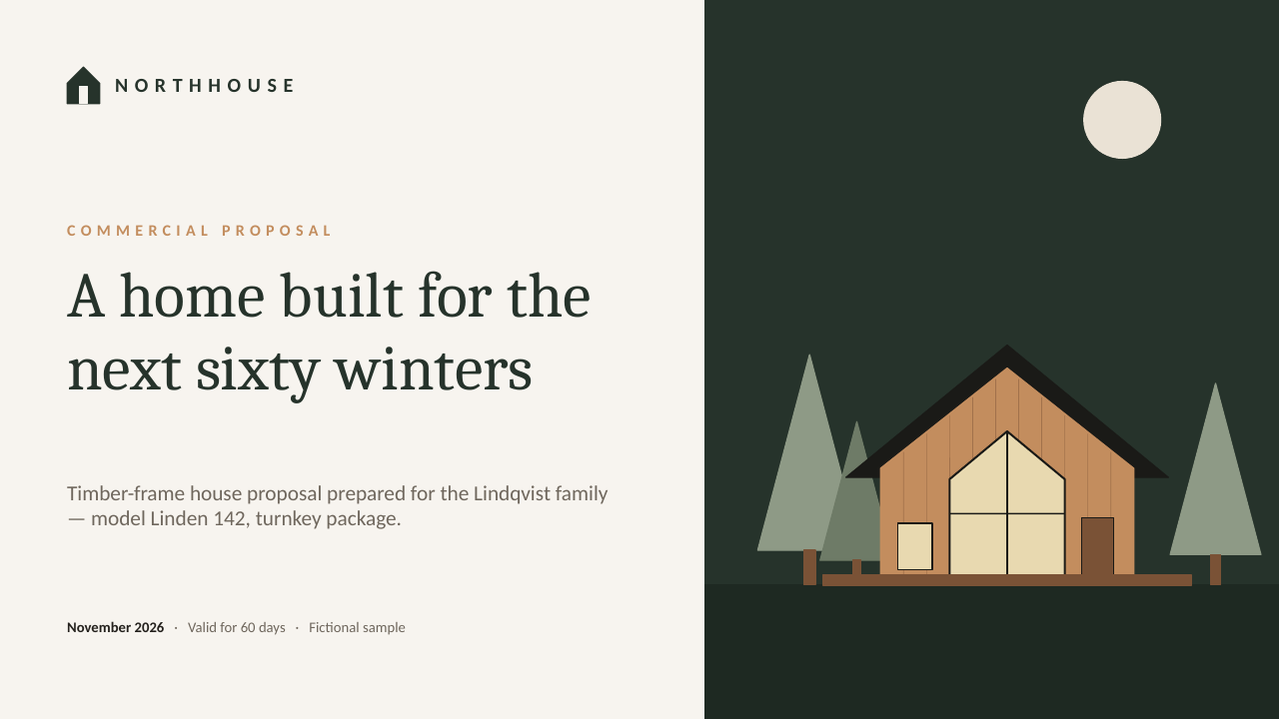 NORTHHOUSE
COMMERCIAL PROPOSAL
A home built for the
next sixty winters
Timber-frame house proposal prepared for the Lindqvist family
— model Linden 142, turnkey package.
November 2026 · Valid for 60 days · Fictional sample